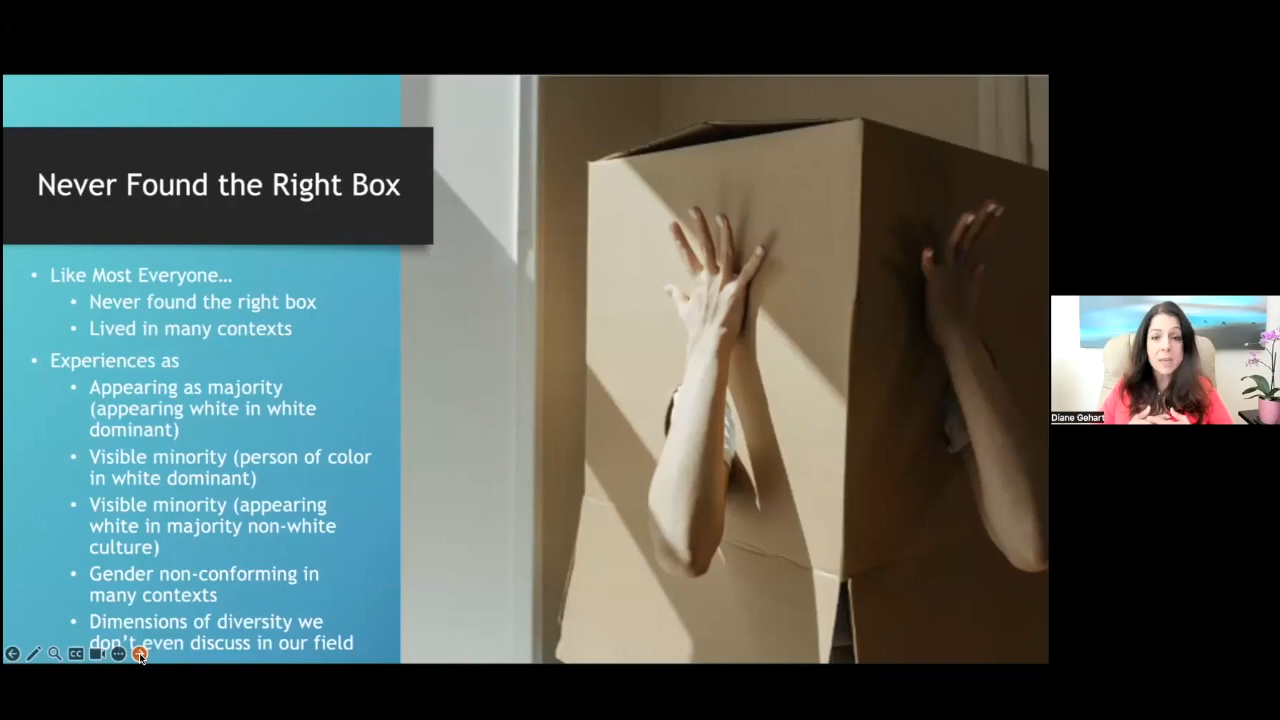 Never Found the Right Box
• Like Most Everyone…
• Never found the right box
• Lived in many contexts
• Experiences as
• Appearing as majority
(appearing white in white
dominant)
• Visible minority (person of color
in white dominant)
• Visible minority (appearing
white in majority non-white
culture)
• Gender non-conforming in
many contexts
• Dimensions of diversity we
don't even discuss in our field
CC
Diane Gehart